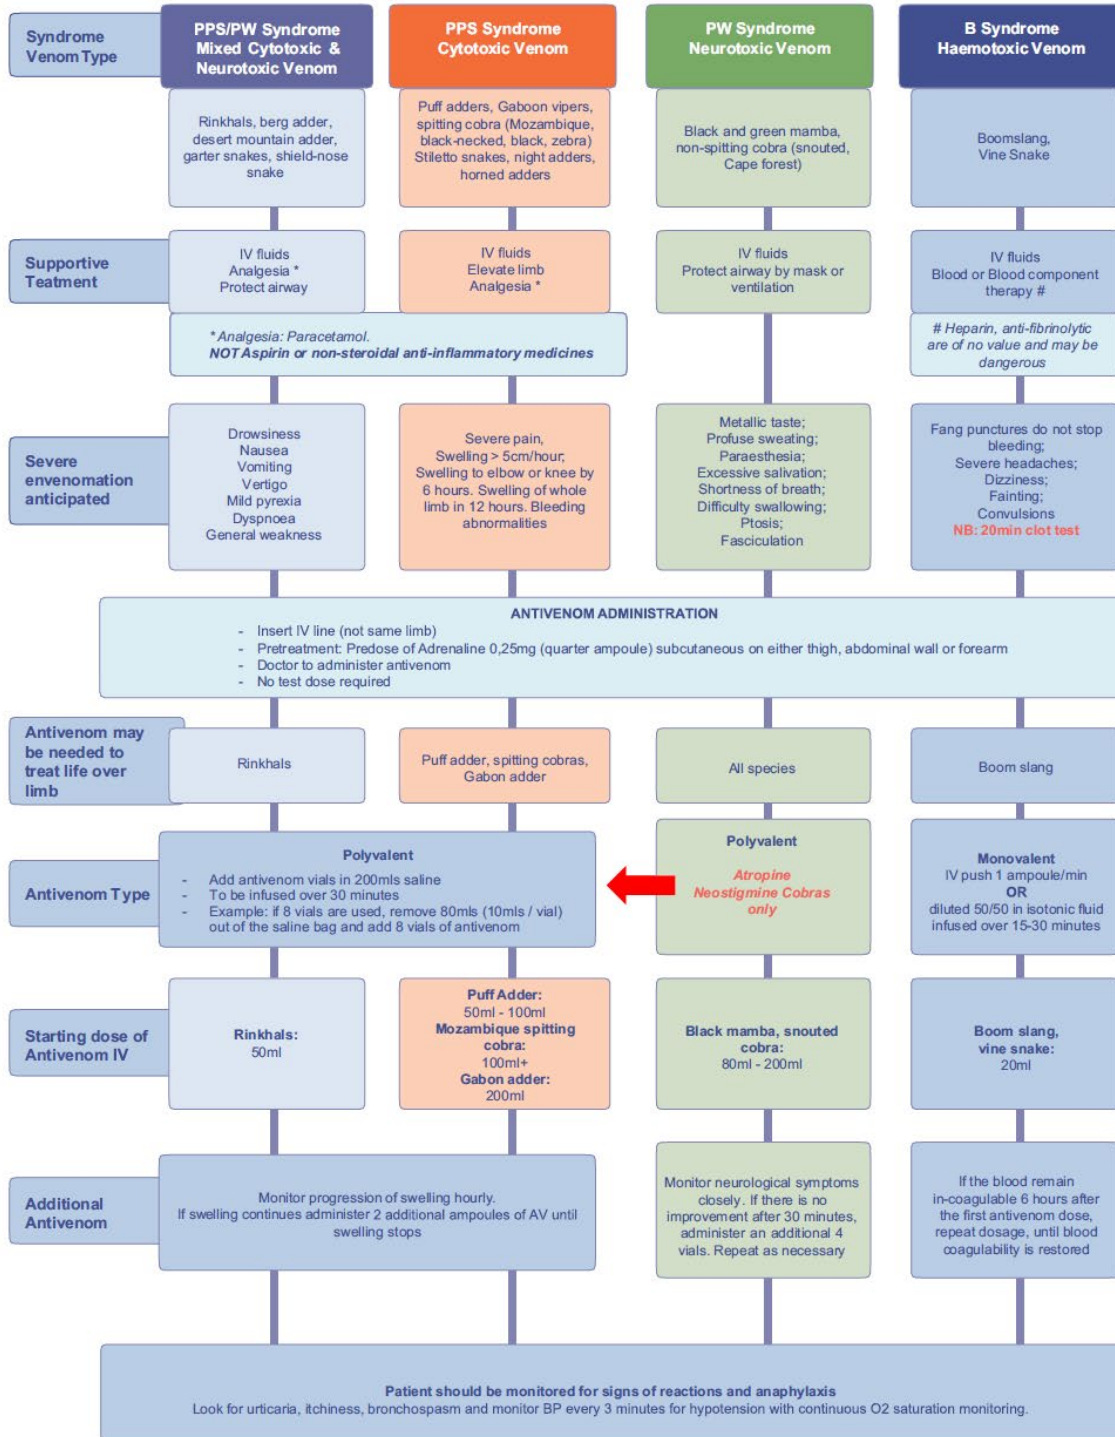 Syndrome
Venom Type
PPS/PW Syndrome
Mixed Cytotoxic &
Neurotoxic Venom
PPS Syndrome
Cytotoxic Venom
PW Syndrome
Neurotoxic Venom
B Syndrome
Haemotoxic Venom
Rinkhals, berg adder,
desert mountain adder,
garter snakes, shield-nose
snake
Puff adders, Gaboon vipers,
spitting cobra (Mozambique,
black-necked, black, zebra)
Stiletto snakes, night adders,
horned adders
Black and green mamba,
non-spitting cobra (snouted,
Cape forest)
Boomslang,
Vine Snake
Supportive
Teatment
IV fluids
Analgesia *
Protect airway
IV fluids
Elevate limb
Analgesia *
IV fluids
Protect airway by mask or
ventilation
IV fluids
Blood or Blood component
therapy #
* Analgesia: Paracetamol.
NOT Aspirin or non-steroidal anti-inflammatory medicines
# Heparin, anti-fibrinolytic
are of no value and may be
dangerous
Severe
envenomation
anticipated
Drowsiness
Nausea
Vomiting
Vertigo
Mild pyrexia
Dyspnoea
General weakness
Severe pain,
Swelling > 5cm/hour;
Swelling to elbow or knee by
6 hours. Swelling of whole
limb in 12 hours. Bleeding
abnormalities
Metallic taste;
Profuse sweating;
Paraesthesia;
Excessive salivation;
Shortness of breath;
Difficulty swallowing;
Ptosis;
Fasciculation
Fang punctures do not stop
bleeding;
Severe headaches;
Dizziness;
Fainting;
Convulsions
NB: 20min clot test
ANTIVENOM ADMINISTRATION
- Insert IV line (not same limb)
- Pretreatment: Predose of Adrenaline 0,25mg (quarter ampoule) subcutaneous on either thigh, abdominal wall or forearm
- Doctor to administer antivenom
- No test dose required
Antivenom may
be needed to
treat life over
limb
Rinkhals
Puff adder, spitting cobras,
Gabon adder
All species
Boom slang
Antivenom Type
Polyvalent
- Add antivenom vials in 200mls saline
- To be infused over 30 minutes
- Example: if 8 vials are used, remove 80mls (10mls / vial)
out of the saline bag and add 8 vials of antivenom
Polyvalent
Atropine
Neostigmine Cobras
only
Monovalent
IV push 1 ampoule/min
OR
diluted 50/50 in isotonic fluid
infused over 15-30 minutes
Starting dose of
Antivenom IV
Rinkhals:
50ml
Puff Adder:
50ml - 100ml
Mozambique spitting
cobra:
100ml+
Gabon adder:
200ml
Black mamba, snouted
cobra:
80ml - 200ml
Boom slang,
vine snake:
20ml
Additional
Antivenom
Monitor progression of swelling hourly.
If swelling continues administer 2 additional ampoules of AV until
swelling stops
Monitor neurological symptoms
closely. If there is no
improvement after 30 minutes,
administer an additional 4
vials. Repeat as necessary
If the blood remain
in-coagulable 6 hours after
the first antivenom dose,
repeat dosage, until blood
coagulability is restored
Patient should be monitored for signs of reactions and anaphylaxis
Look for urticaria, itchiness, bronchospasm and monitor BP every 3 minutes for hypotension with continuous O2 saturation monitoring.